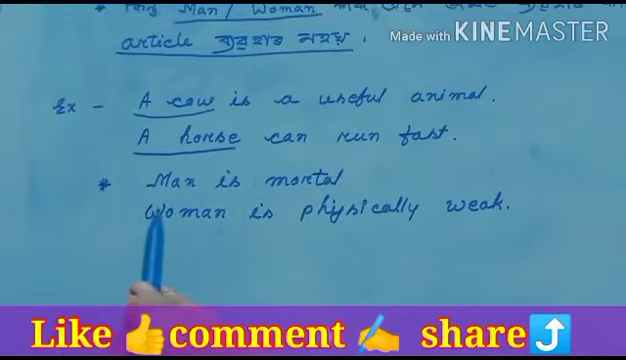 Man / Woman
Made with KINEMASTER
article ব্যৱহাৰ নহয়.
Ex - A cow is a useful animal.
A horse can run fast.
* Man is mortal
Woman is physically weak.
Like 👍 comment ✍️ share ⤴️